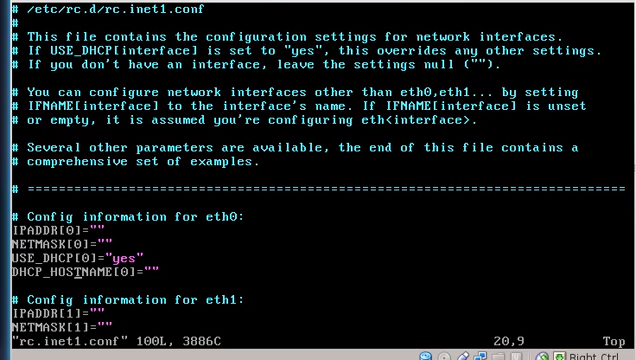 # /etc/rc.d/rc.inet1.conf
#
# This file contains the configuration settings for network interfaces.
# If USE_DHCP[interface] is set to "yes", this overrides any other settings.
# If you don't have an interface, leave the settings null ("").
#
# You can configure network interfaces other than eth0,eth1... by setting
# IFNAME[interface] to the interface's name. If IFNAME[interface] is unset
# or empty, it is assumed you're configuring eth<interface>.
#
# Several other parameters are available, the end of this file contains a
# comprehensive set of examples.
# =============================================================================
# Config information for eth0:
IPADDR[0]=""
NETMASK[0]=""
USE_DHCP[0]="yes"
DHCP_HOSTNAME[0]=""
# Config information for eth1:
IPADDR[1]=""
NETMASK[1]=""
"rc.inet1.conf" 100L, 3886C 20,9 Top
Right Ctrl